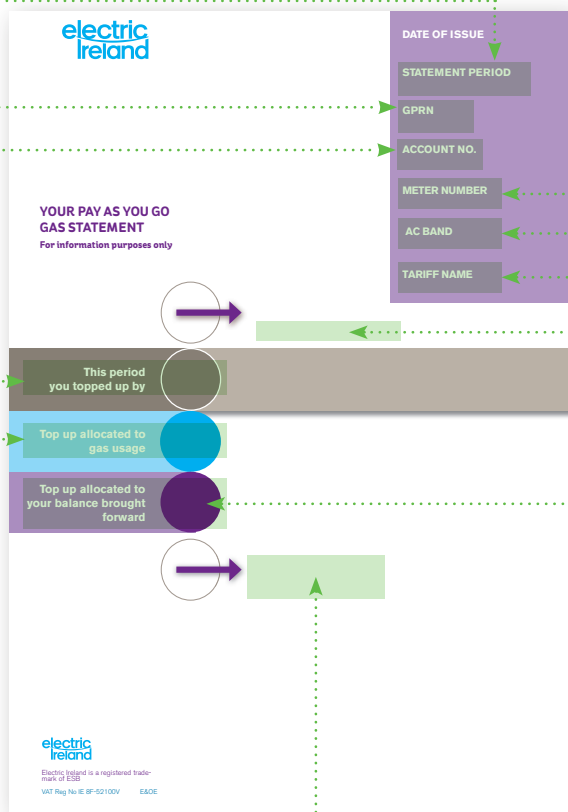 electric
Ireland
DATE OF ISSUE
STATEMENT PERIOD
GPRN
ACCOUNT NO.
METER NUMBER
AC BAND
TARIFF NAME
YOUR PAY AS YOU GO
GAS STATEMENT
For information purposes only
This period
you topped up by
Top up allocated to
gas usage
Top up allocated to
your balance brought
forward
electric
Ireland
Electric Ireland is a registered trade-
mark of ESB
VAT Reg No IE 8F-52100V E&OE